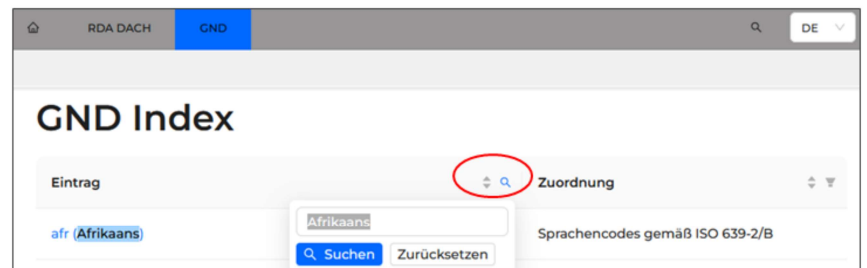 RDA DACH GND DE
GND Index
Eintrag Zuordnung
afr (Afrikaans) Sprachencodes gemäß ISO 639-2/B
Afrikaans
Suchen Zurücksetzen